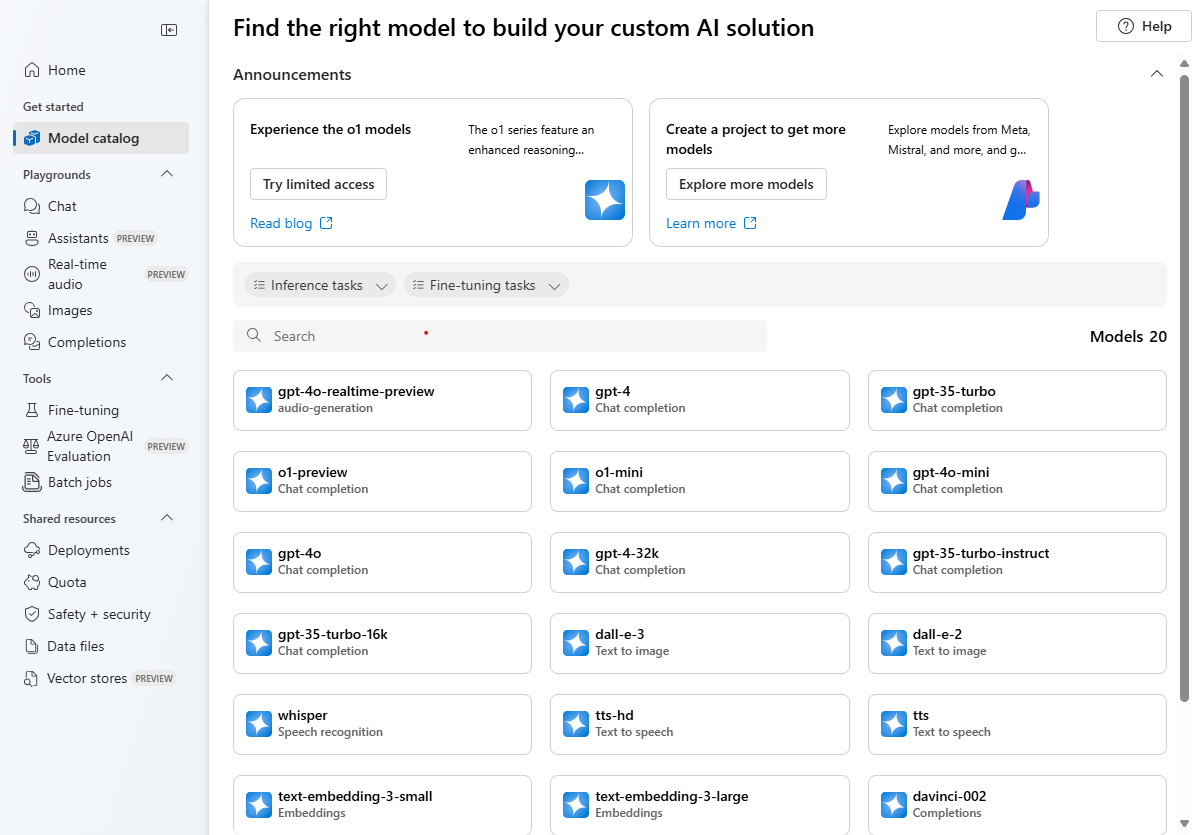 Find the right model to build your custom AI solution
Help
Home
Get started
Model catalog
Playgrounds
Chat
Assistants PREVIEW
Real-time
audio PREVIEW
Images
Completions
Tools
Fine-tuning
Azure OpenAI
Evaluation PREVIEW
Batch jobs
Shared resources
Deployments
Quota
Safety + security
Data files
Vector stores PREVIEW
Announcements
Experience the o1 models
The o1 series feature an
enhanced reasoning...
Try limited access
Read blog
Create a project to get more
models
Explore models from Meta,
Mistral, and more, and g...
Explore more models
Learn more
Inference tasks
Fine-tuning tasks
Search
Models 20
gpt-4o-realtime-preview
audio-generation
gpt-4
Chat completion
gpt-35-turbo
Chat completion
o1-preview
Chat completion
o1-mini
Chat completion
gpt-4o-mini
Chat completion
gpt-4o
Chat completion
gpt-4-32k
Chat completion
gpt-35-turbo-instruct
Chat completion
gpt-35-turbo-16k
Chat completion
dall-e-3
Text to image
dall-e-2
Text to image
whisper
Speech recognition
tts-hd
Text to speech
tts
Text to speech
text-embedding-3-small
Embeddings
text-embedding-3-large
Embeddings
davinci-002
Completions